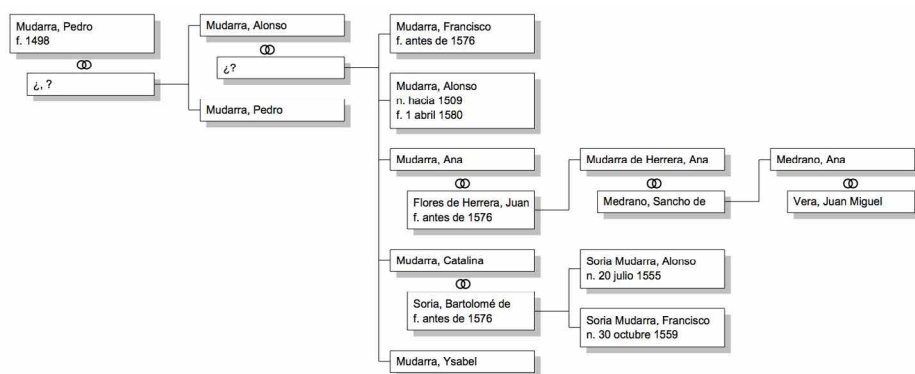 Mudarra, Pedro
f. 1498
¿, ?
Mudarra, Alonso
¿?
Mudarra, Pedro
Mudarra, Francisco
f. antes de 1576
Mudarra, Alonso
n. hacia 1509
f. 1 abril 1580
Mudarra, Ana
Flores de Herrera, Juan
f. antes de 1576
Mudarra de Herrera, Ana
Medrano, Sancho de
Medrano, Ana
Vera, Juan Miguel
Mudarra, Catalina
Soria, Bartolomé de
f. antes de 1576
Soria Mudarra, Alonso
n. 20 julio 1555
Soria Mudarra, Francisco
n. 30 octubre 1559
Mudarra, Ysabel